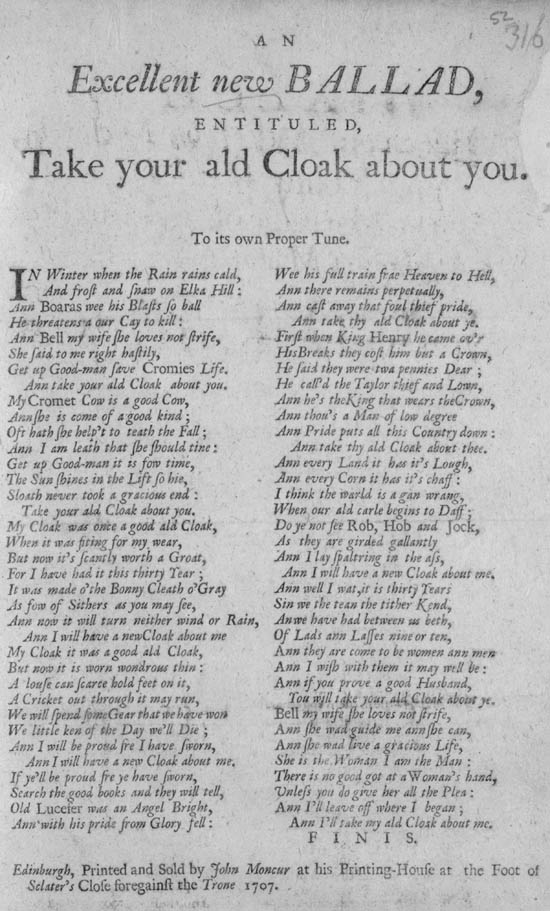 52
316
AN
Excellent new BALLAD,
ENTITULED,
Take your ald Cloak about you.
To its own Proper Tune.
IN Winter when the Rain rains cald,
And frost and snaw on Elka Hill:
Ann Boaras wee his Blasts so ball
He threatens a our Cay to kill:
Ann Bell my wife she loves not strife,
She said to me right hastily,
Get up Good-man save Cromies Life.
Ann take your ald Cloak about you.
My Cromet Cow is a good Cow,
Ann she is come of a good kind;
Oft hath she help't to teath the Fall;
Ann I am leath that she should tine:
Get up Good-man it is fow time,
The Sun shines in the Lift so hie,
Sloath never took a gracious end:
Take your ald Cloak about you.
My Cloak was once a good ald Cloak,
When it was fiting for my wear,
But now it's scantly worth a Groat,
For I have had it this thirty Year;
It was made o'the Bonny Cleath o'Gray
As fow of Sithers as you may see,
Ann now it will turn neither wind or Rain,
Ann I will have a new Cloak about me
My Cloak it was a good ald Cloak,
But now it is worn wondrous thin:
A louse can scarce hold feet on it,
A Cricket out through it may run,
We will spend some Gear that we have won
We little ken of the Day we'll Die;
Ann I will be proud sre I have sworn,
Ann I will have a new Cloak about me.
If ye'll be proud sre ye have sworn,
Search the good books and they will tell,
Old Lucefer was an Angel Bright,
Ann with his pride from Glory fell:
Wee his full train frae Heaven to Hell,
Ann there remains perpetually,
Ann cast away that foul thief pride,
Ann take thy ald Cloak about ye.
First when King Henry he came ov'r
His Breaks they cost him but a Crown,
He said they were twa pennies Dear;
He call'd the Taylor thief and Lown,
Ann he's the King that wears the Crown,
Ann thou's a Man of low degree
Ann Pride puts all this Country down:
Ann take thy ald Cloak about thee.
Ann every Land it has it's Lough,
Ann every Corn it has it's chaff:
I think the warld is a gan wrang,
When our ald carle begins to Daff;
Do ye not see Rob, Hob and Jock,
As they are girded gallantly
Ann I lay spaltring in the ass,
Ann I will have a new Cloak about me.
Ann well I wat, it is thirty Years
Sin we the tean the tither Kend,
An we have had between us beth,
Of Lads ann Lasses nine or ten,
Ann they are come to be women ann men
Ann I wish with them it may well be:
Ann if you prove a good Husband,
You will take your ald Cloak about ye.
Bell my wife she loves not strife,
Ann she wad guide me ann she can,
Ann she wad live a gracious Life,
She is the Woman I am the Man:
There is no good got at a Woman's hand,
Unless you do give her all the Plea:
Ann I'll leave off where I began;
Ann I'll take my ald Cloak about me.
FINIS.
Edinburgh, Printed and Sold by John Moncur at his Printing-House at the Foot of
Sclater's Close foregainst the Trone 1707.